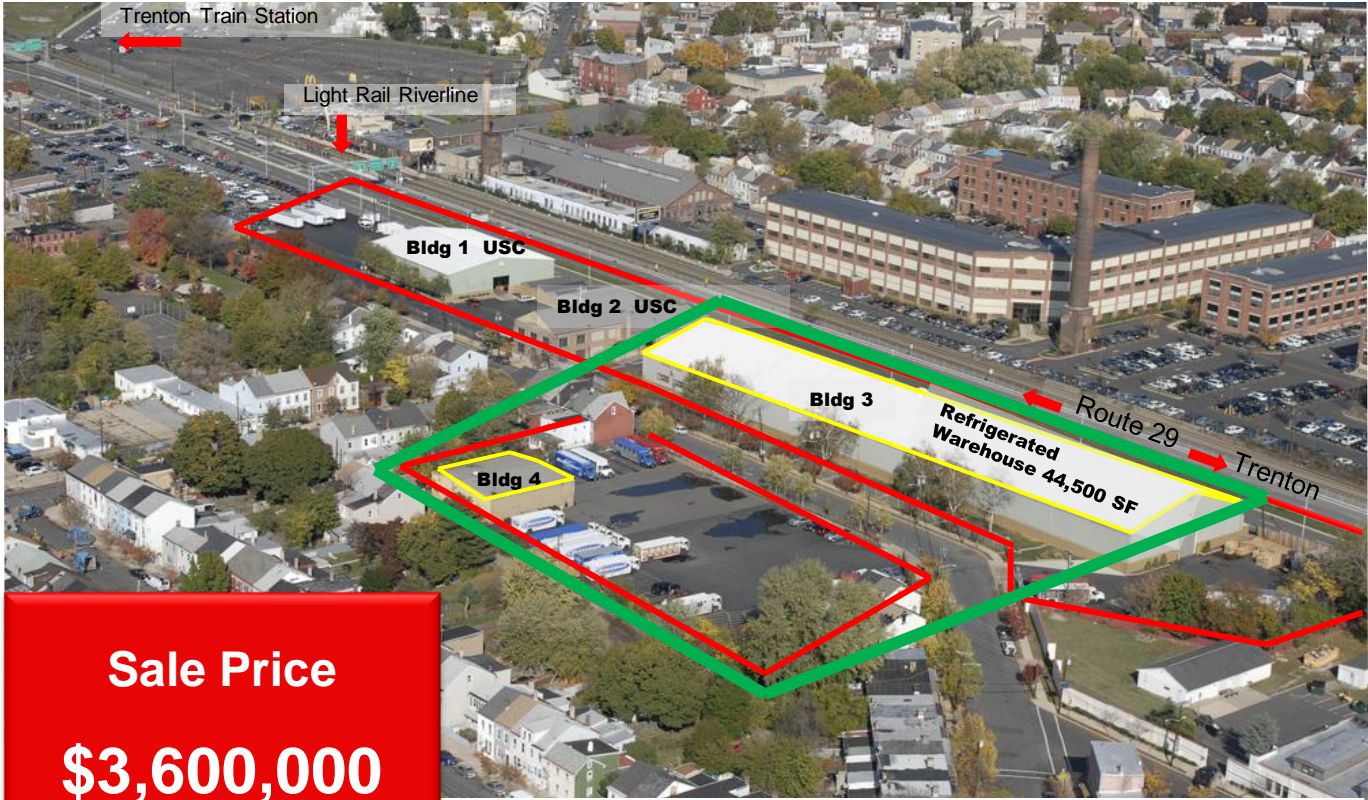 Trenton Train Station
Light Rail Riverline
Bldg 1 USC
Bldg 2 USC
Bldg 3
Refrigerated
Warehouse 44,500 SF
Route 29
Trenton
Bldg 4
Sale Price
$3,600,000